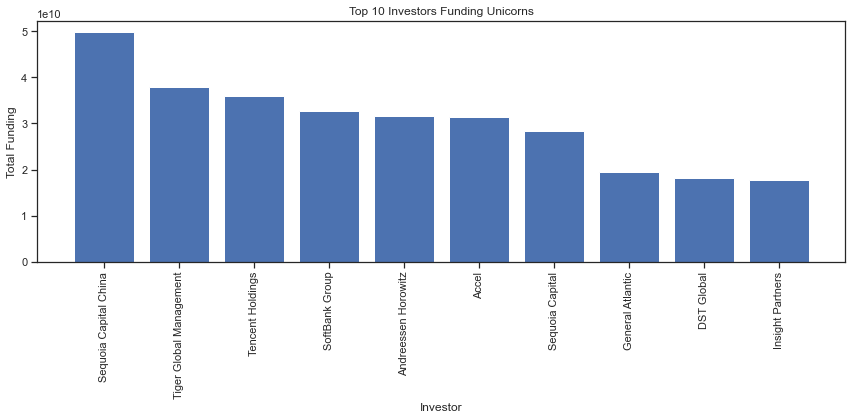 Top 10 Investors Funding Unicorns
1e10
5
4
3
2
1
0
Total Funding
Sequoia Capital China
Tiger Global Management
Tencent Holdings
SoftBank Group
Andreessen Horowitz
Accel
Sequoia Capital
General Atlantic
DST Global
Insight Partners
Investor